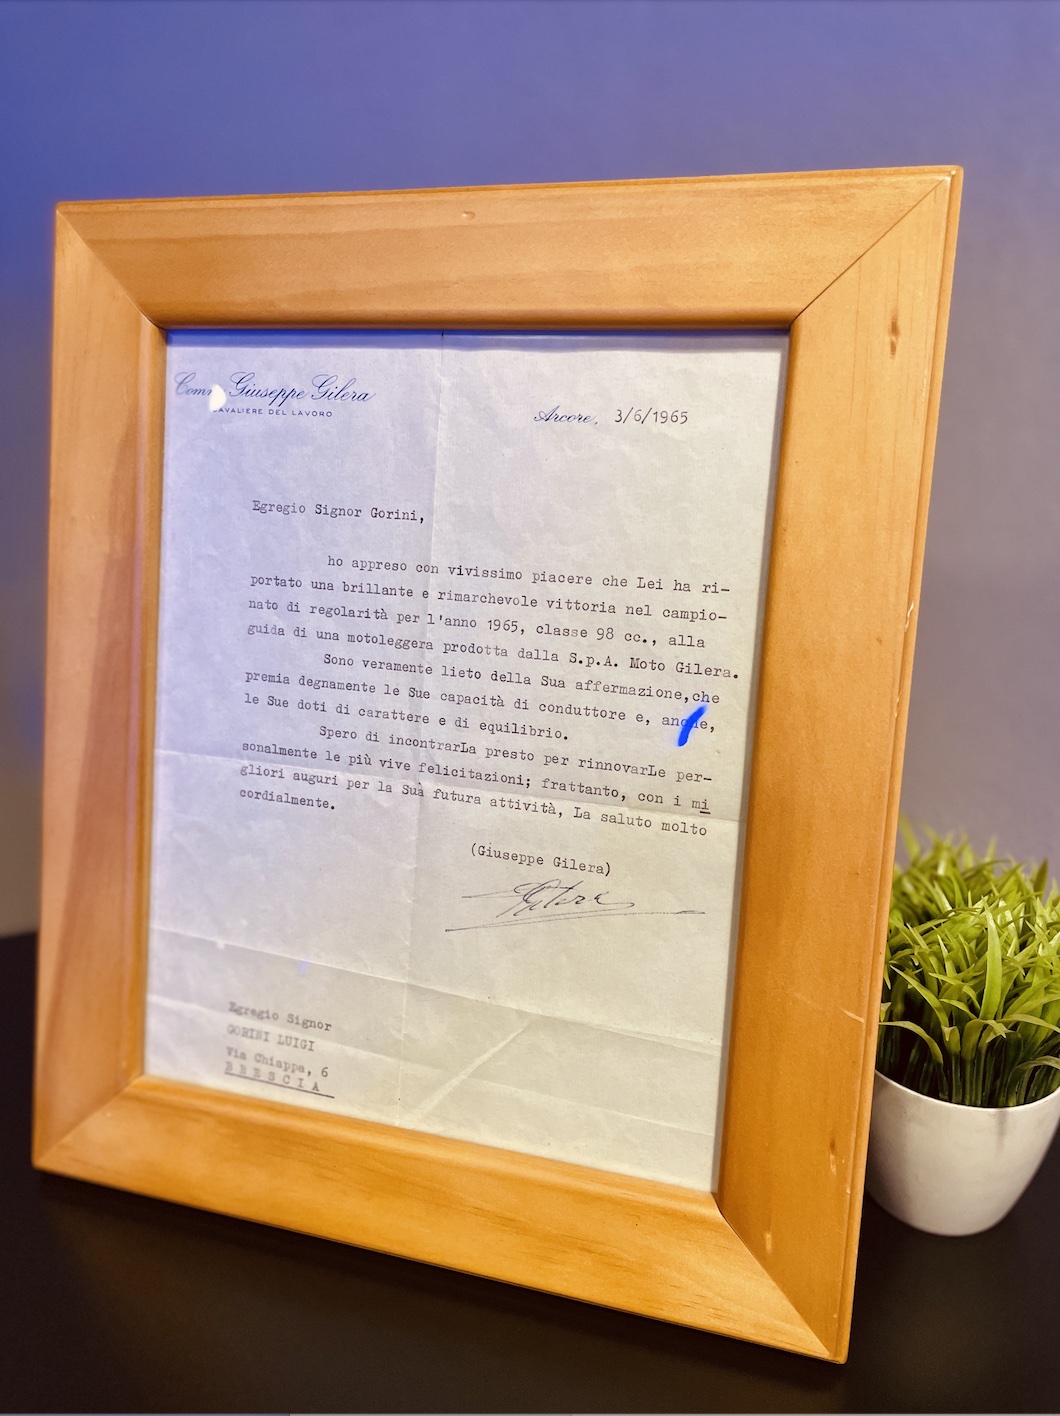 Giuseppe Gilera
CAVALIERE DEL LAVORO
Arcore, 3/6/1965
Egregio Signor Gorini,
ho appreso con vivissimo piacere che Lei ha ri-
portato una brillante e rimarchevole vittoria nel campio-
nato di regolarità per l'anno 1965, classe 98 cc., alla
guida di una motoleggera prodotta dalla S.p.A. Moto Gilera.
Sono veramente lieto della Sua affermazione,che
premia degnamente le Sue capacità di conduttore e, anche,
le Sue doti di carattere e di equilibrio.
Spero di incontrarLa presto per rinnovarLe per-
sonalmente le più vive felicitazioni; frattanto, con i mi
gliori auguri per la Sua futura attività, La saluto molto
cordialmente.
(Giuseppe Gilera)
Gilera
Egregio Signor
GORINI LUIGI
Via Chiappa, 6
BRESCIA